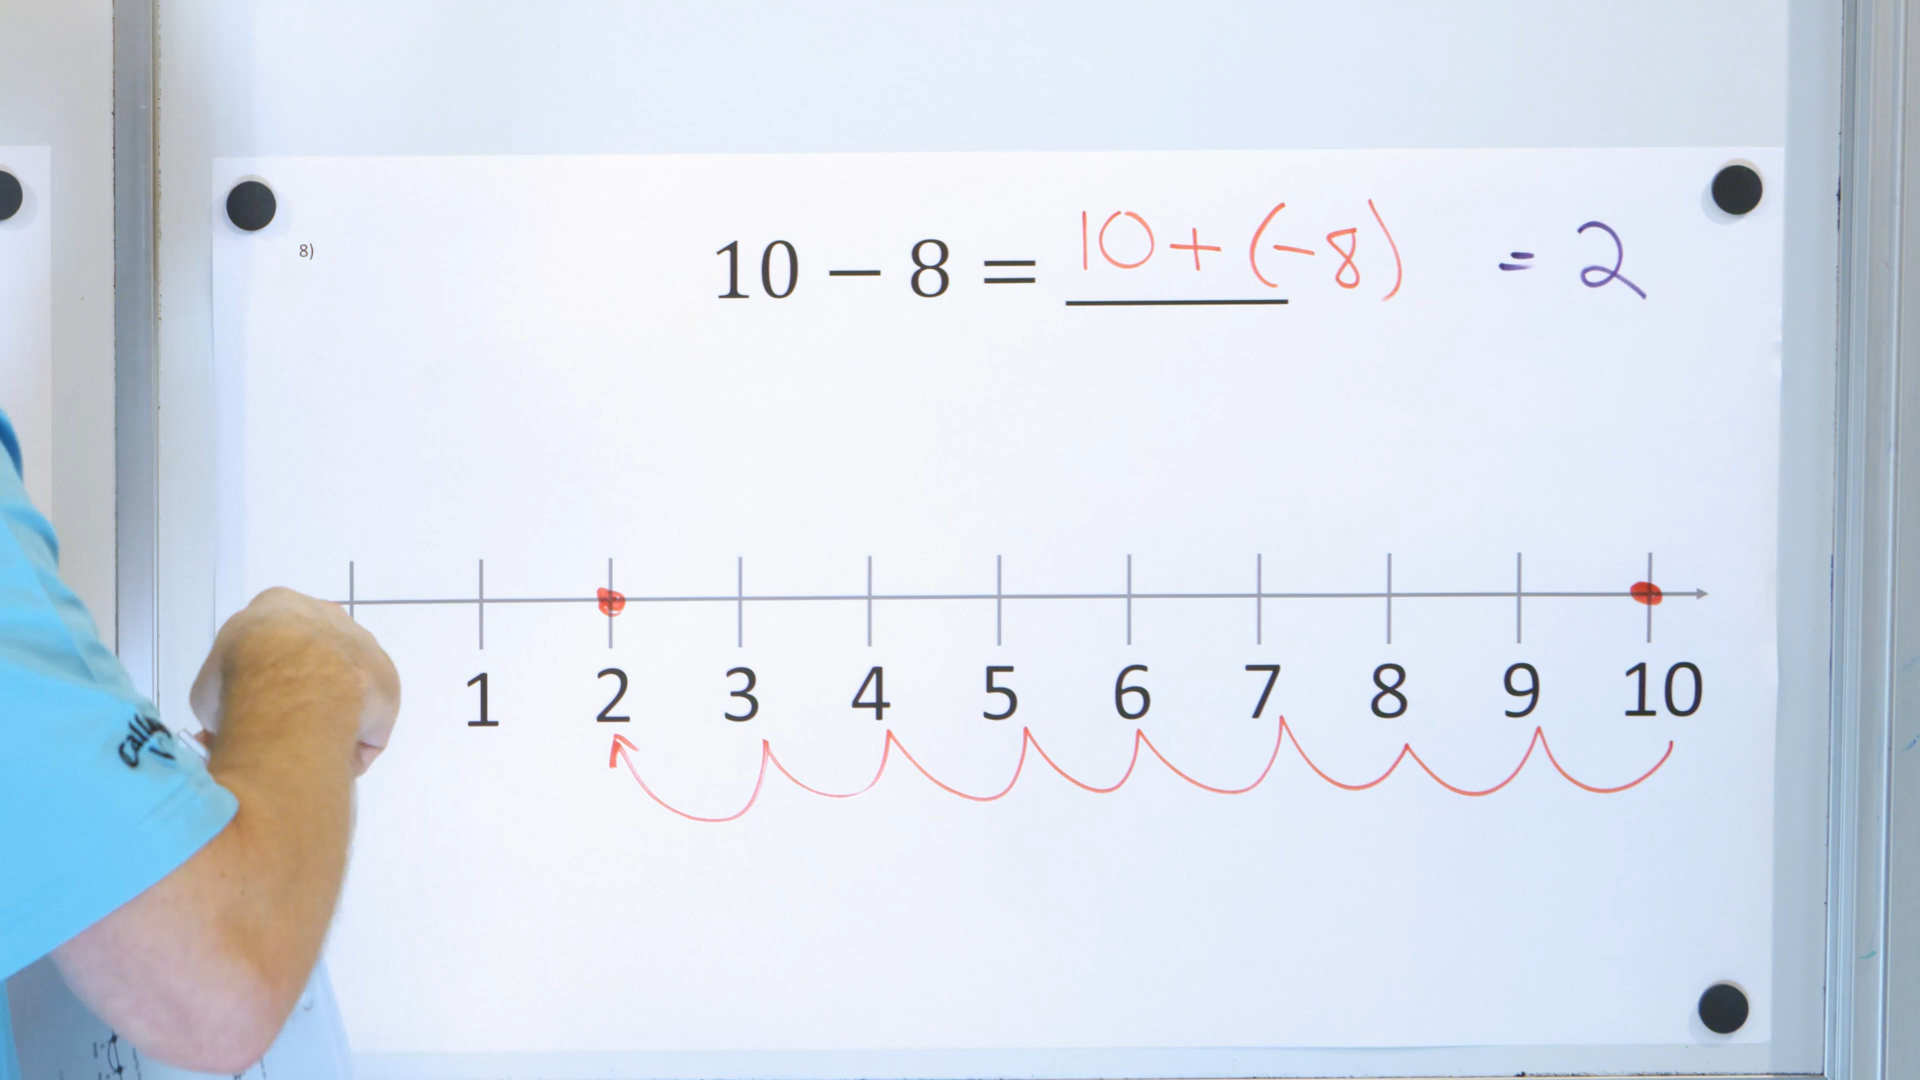 8)
10 − 8 = 10 + (-8) = 2
1 2 3 4 5 6 7 8 9 10